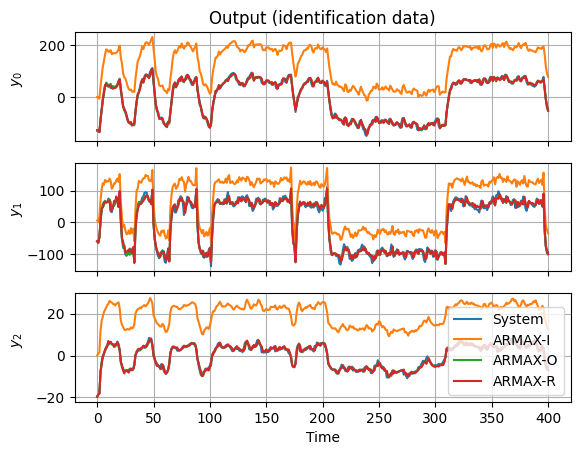 Output (identification data)
y0
200
0
y1
100
0
−100
y2
20
0
−20
System
ARMAX-I
ARMAX-O
ARMAX-R
0
50
100
150
200
250
300
350
400
Time